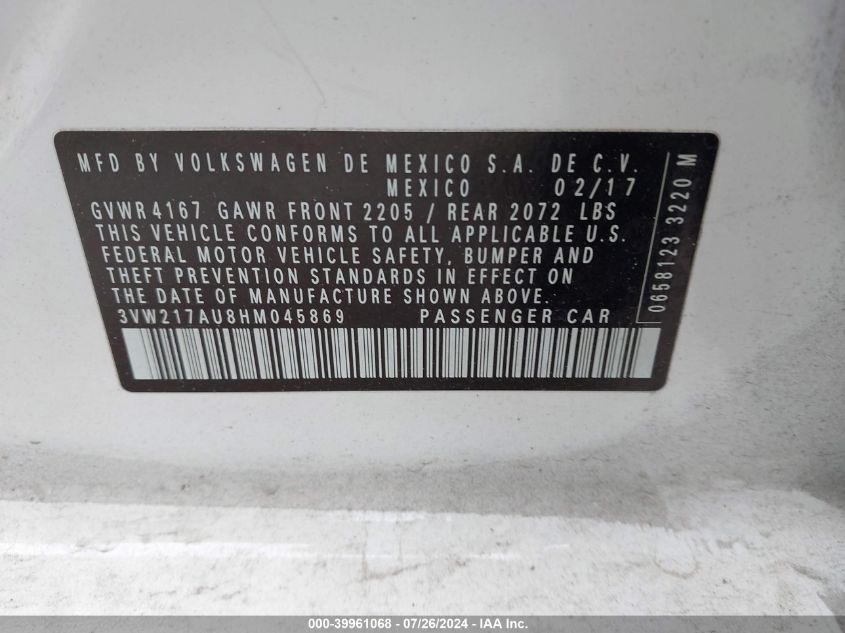 MFD BY VOLKSWAGEN DE MEXICO S.A. DE C.V.
MEXICO 02/17
GVWR 4167 GAWR FRONT 2205 / REAR 2072 LBS
THIS VEHICLE CONFORMS TO ALL APPLICABLE U.S.
FEDERAL MOTOR VEHICLE SAFETY, BUMPER AND
THEFT PREVENTION STANDARDS IN EFFECT ON
THE DATE OF MANUFACTURE SHOWN ABOVE.
3VW217AU8HM045869 PASSENGER CAR
0658123 3220 M
000-39961068 - 07/26/2024 - IAA Inc.